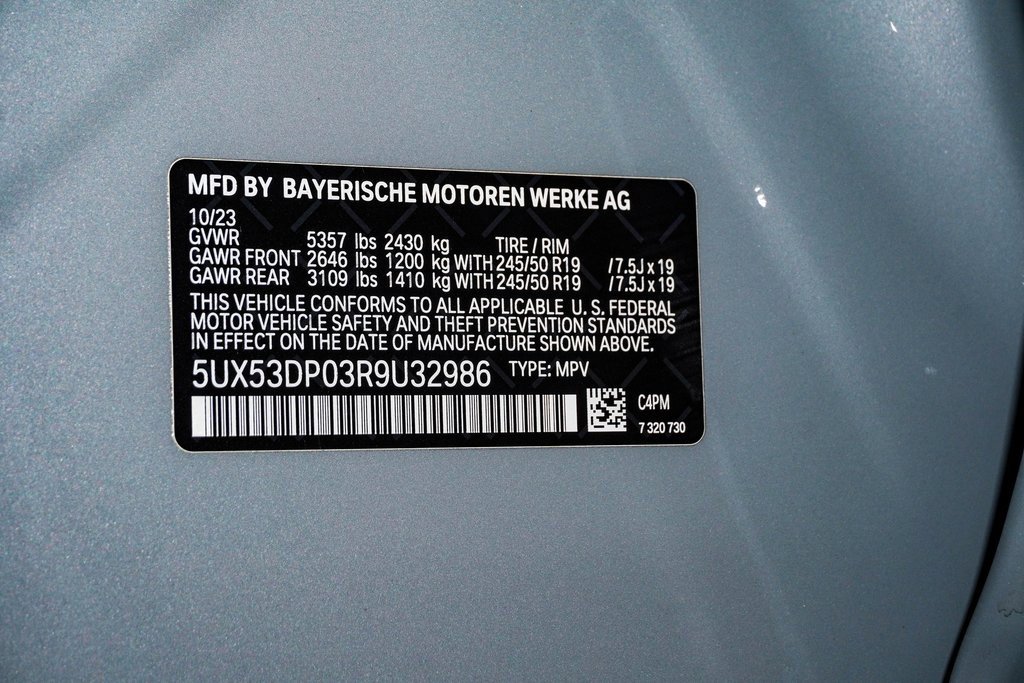 MFD BY BAYERISCHE MOTOREN WERKE AG
10/23
GVWR 5357 lbs 2430 kg TIRE / RIM
GAWR FRONT 2646 lbs 1200 kg WITH 245/50 R19 / 7.5J x 19
GAWR REAR 3109 lbs 1410 kg WITH 245/50 R19 / 7.5J x 19
THIS VEHICLE CONFORMS TO ALL APPLICABLE U. S. FEDERAL
MOTOR VEHICLE SAFETY AND THEFT PREVENTION STANDARDS
IN EFFECT ON THE DATE OF MANUFACTURE SHOWN ABOVE.
5UX53DP03R9U32986 TYPE: MPV
C4PM
7 320 730